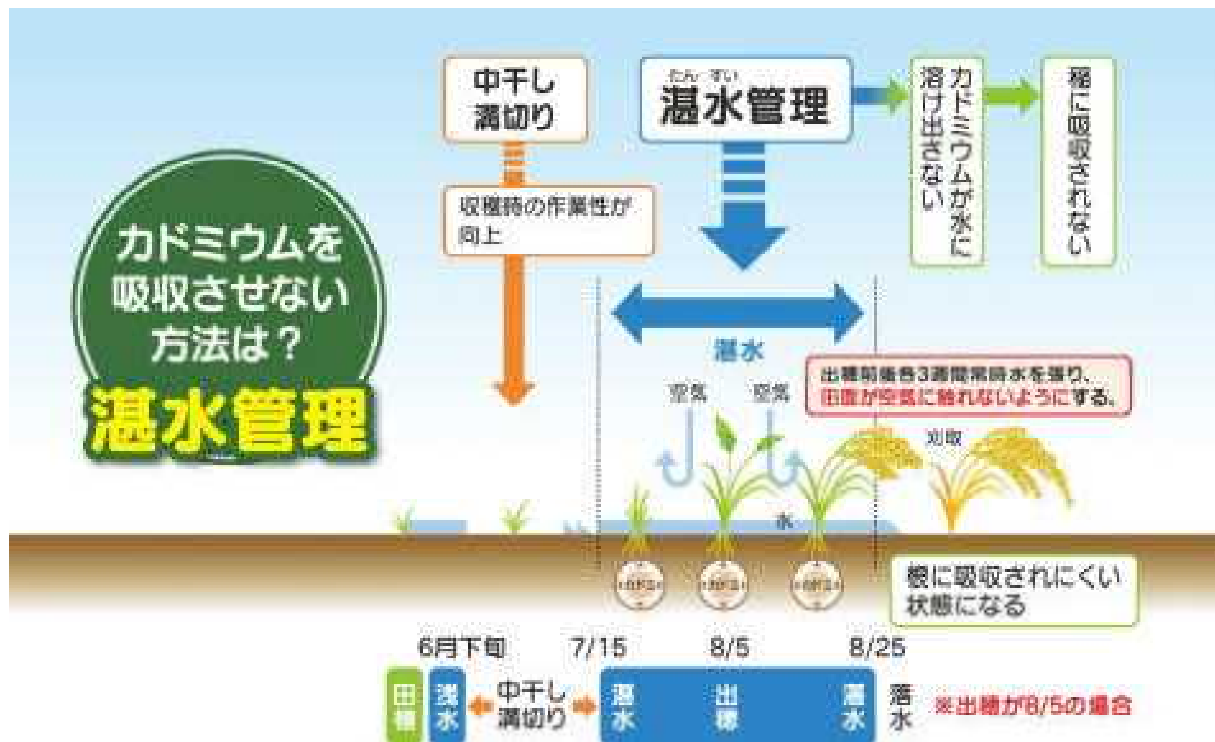 カドミウムを
吸収させない
方法は？
湛水管理
中干し
溝切り
収穫時の作業性が
向上
たん すい
湛水管理
カドミウムが水に
溶け出さない
稲に吸収されない
湛水
出穂前後各3週間常時水を張り、
田面が空気に触れないようにする。
空気
空気
刈取
水
根に吸収されにくい
状態になる
6月下旬
7/15
8/5
8/25
田植
浅水
中干し
溝切り
湛水
出穂
湛水
落水
※出穂が8/5の場合